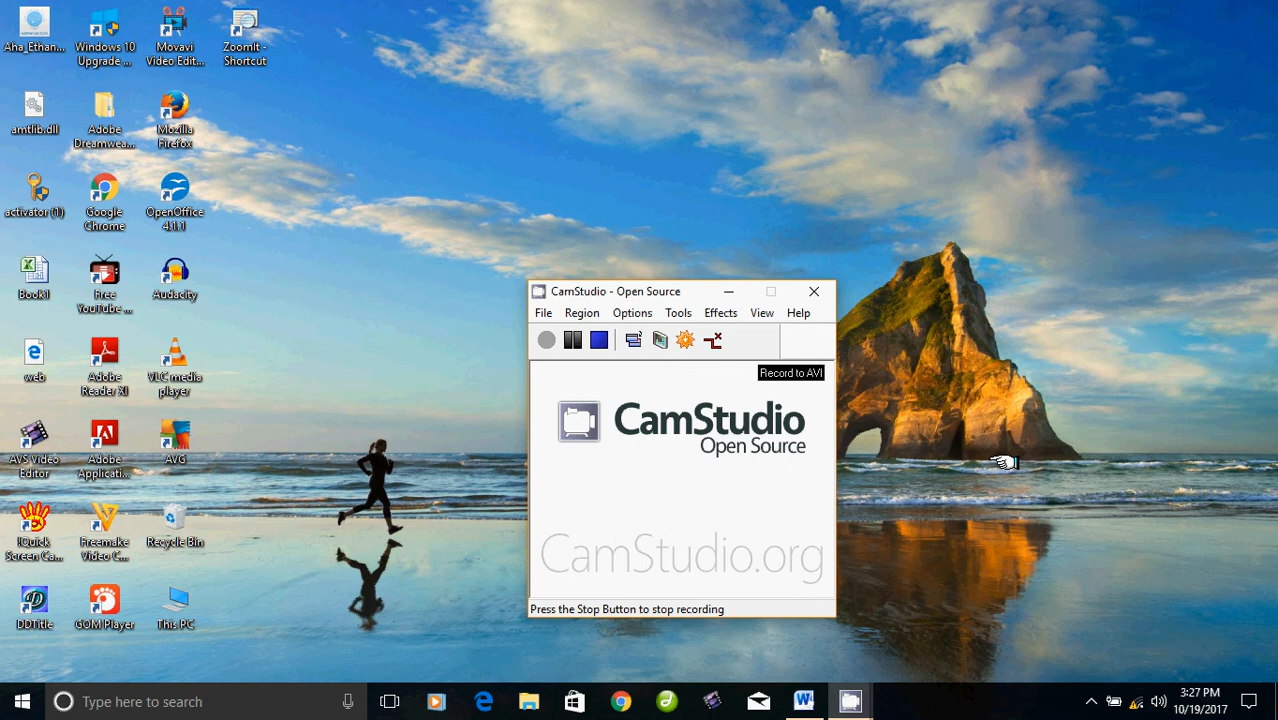 Aha_Ethan...
Windows 10
Upgrade ...
Movavi
Video Edit...
ZoomIt -
Shortcut
amtlib.dll
Adobe
Dreamwea...
Mozilla
Firefox
activator (1)
Google
Chrome
OpenOffice
4.1.1
Book1
Free
YouTube ...
Audacity
web
Adobe
Reader XI
VLC media
player
AVS Video
Editor
Adobe
Applicati...
AVG
!Quick
Screen Ca...
Freemake
Video C...
Recycle Bin
DDTitle
GOM Player
This PC
CamStudio - Open Source
File Region Options Tools Effects View Help
Record to AVI
CamStudio
Open Source
CamStudio.org
Press the Stop Button to stop recording
Type here to search
3:27 PM
10/19/2017